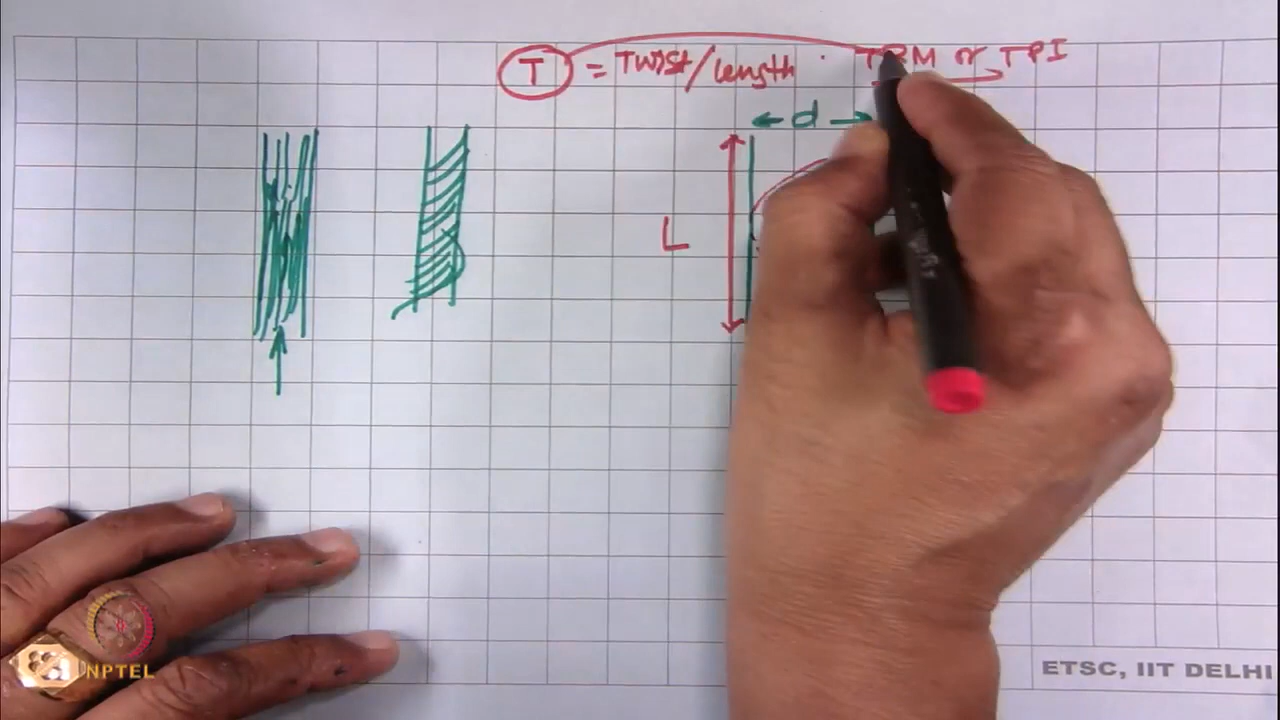 T = Twist/length . TPM or TPI
← d →
L
NPTEL
ETSC, IIT DELHI